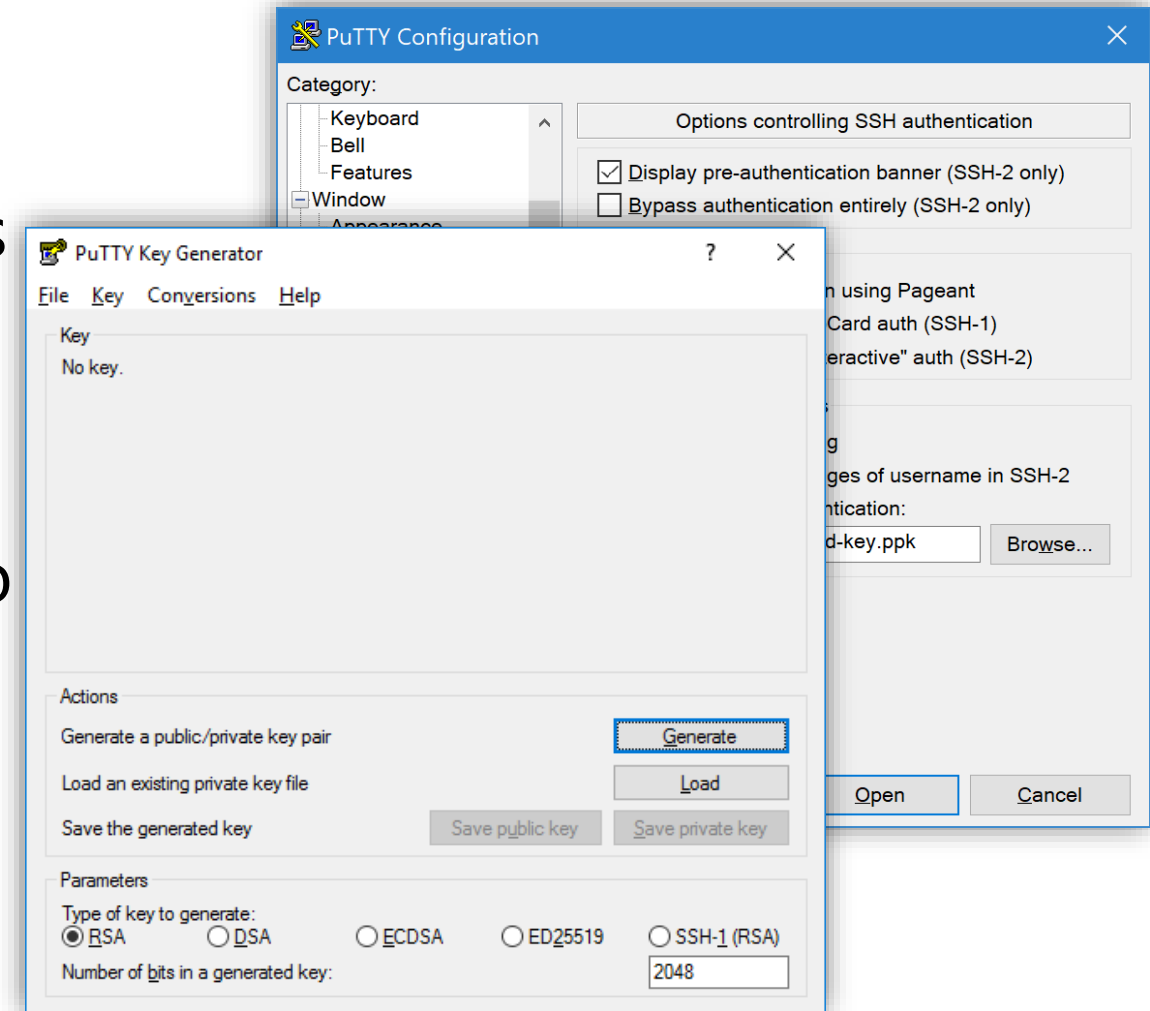 PuTTY Configuration
Category:
Keyboard
Bell
Features
Window
Options controlling SSH authentication
Display pre-authentication banner (SSH-2 only)
Bypass authentication entirely (SSH-2 only)
n using Pageant
Card auth (SSH-1)
eractive" auth (SSH-2)
g
ges of username in SSH-2
ntication:
d-key.ppk
Browse...
Open
Cancel
PuTTY Key Generator
?
File Key Conversions Help
Key
No key.
Actions
Generate a public/private key pair
Generate
Load an existing private key file
Load
Save the generated key
Save public key
Save private key
Parameters
Type of key to generate:
RSA DSA ECDSA ED25519 SSH-1 (RSA)
Number of bits in a generated key:
2048